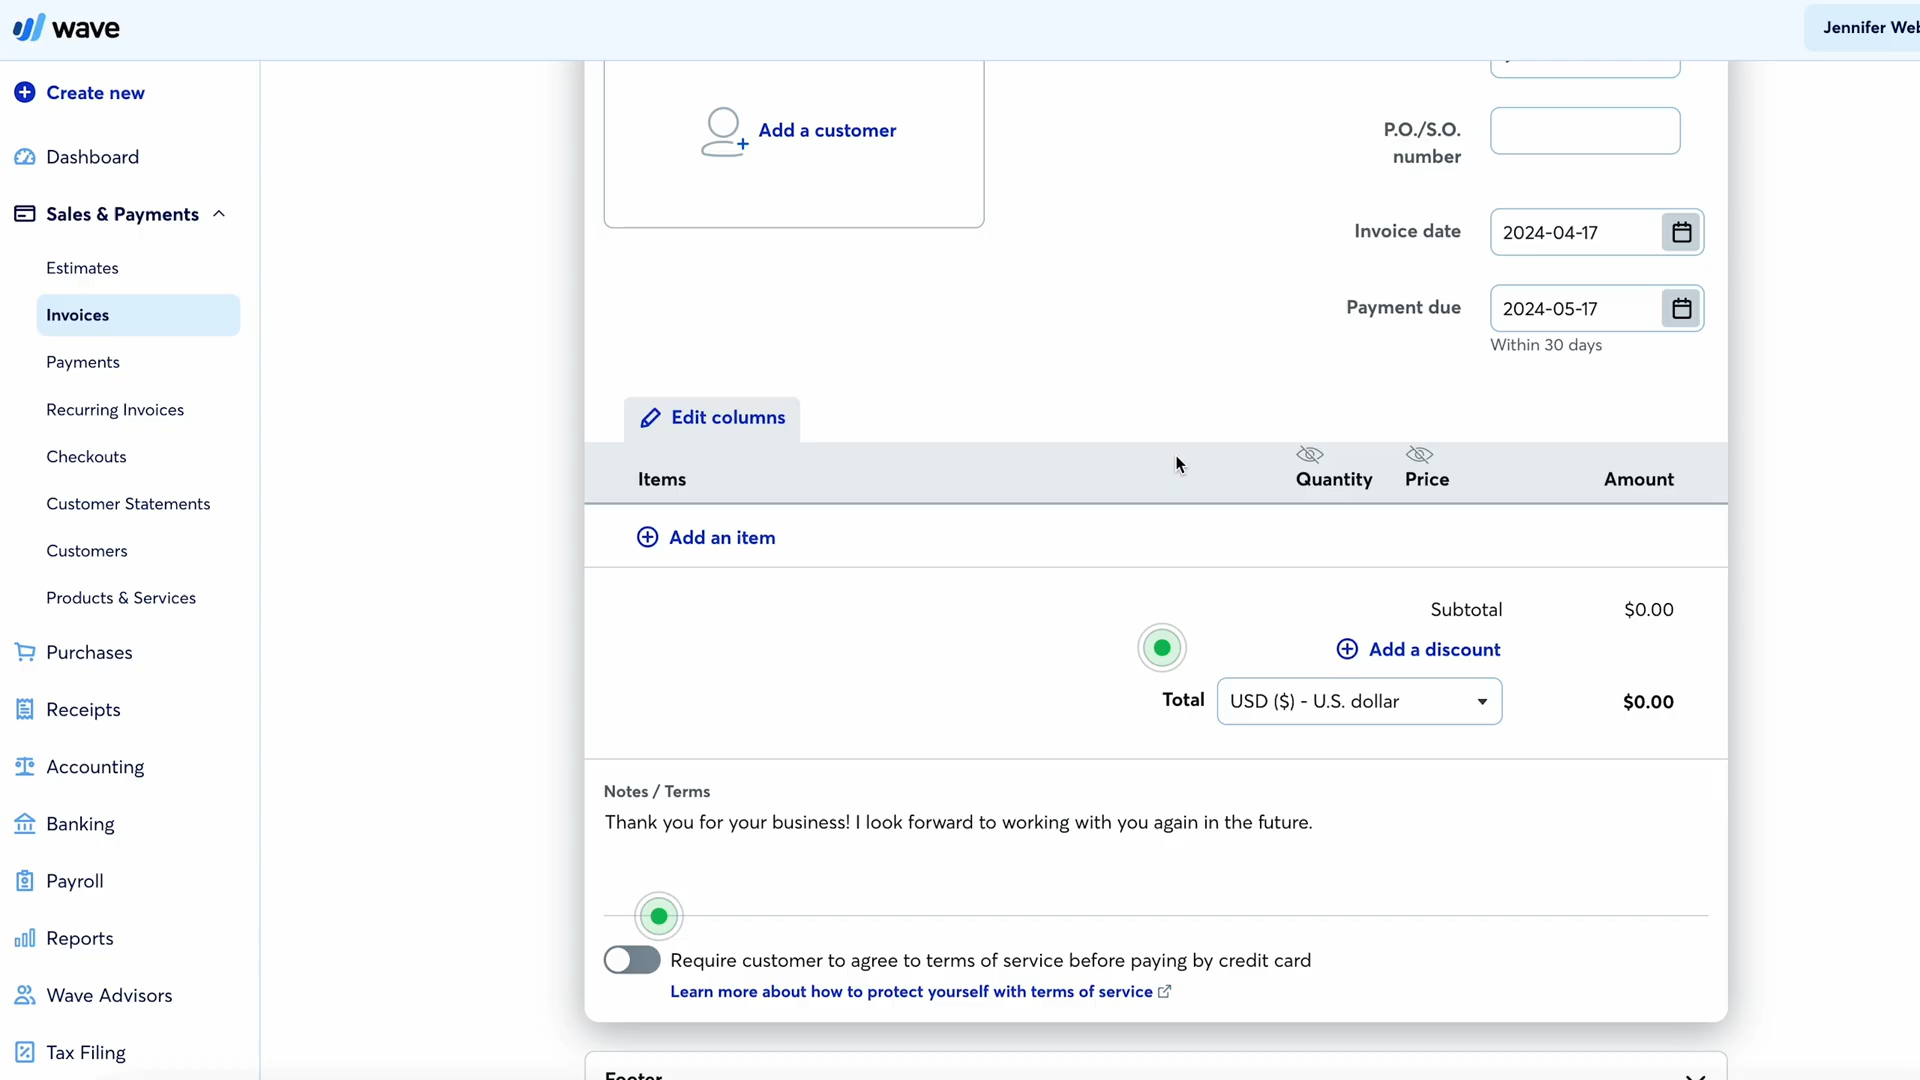 wave
Jennifer Web
Create new
Dashboard
Sales & Payments
Estimates
Invoices
Payments
Recurring Invoices
Checkouts
Customer Statements
Customers
Products & Services
Purchases
Receipts
Accounting
Banking
Payroll
Reports
Wave Advisors
Tax Filing
Add a customer
P.O./S.O.
number
Invoice date
2024-04-17
Payment due
2024-05-17
Within 30 days
Edit columns
Items
Quantity
Price
Amount
Add an item
Subtotal
$0.00
Add a discount
Total
USD ($) - U.S. dollar
$0.00
Notes / Terms
Thank you for your business! I look forward to working with you again in the future.
Require customer to agree to terms of service before paying by credit card
Learn more about how to protect yourself with terms of service
Footer